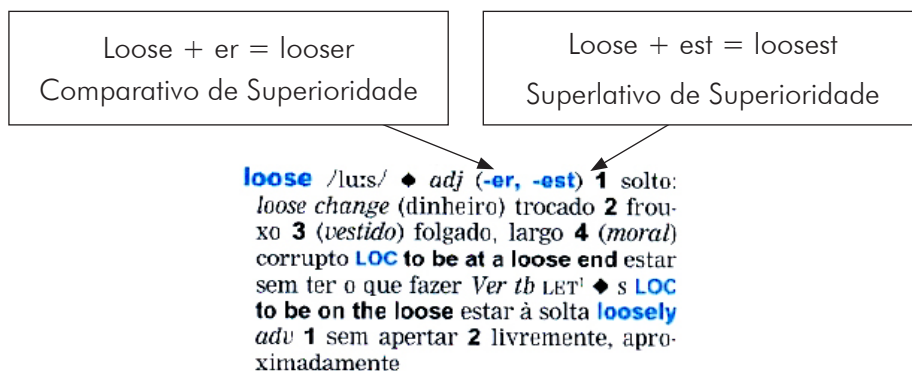 Loose + er = looser
Comparativo de Superioridade
Loose + est = loosest
Superlativo de Superioridade
loose /luːs/ ◆ adj (-er, -est) 1 solto:
loose change (dinheiro) trocado 2 frou-
xo 3 (vestido) folgado, largo 4 (moral)
corrupto LOC to be at a loose end estar
sem ter o que fazer Ver tb LET¹ ◆ s LOC
to be on the loose estar à solta loosely
adv 1 sem apertar 2 livremente, apro-
ximadamente